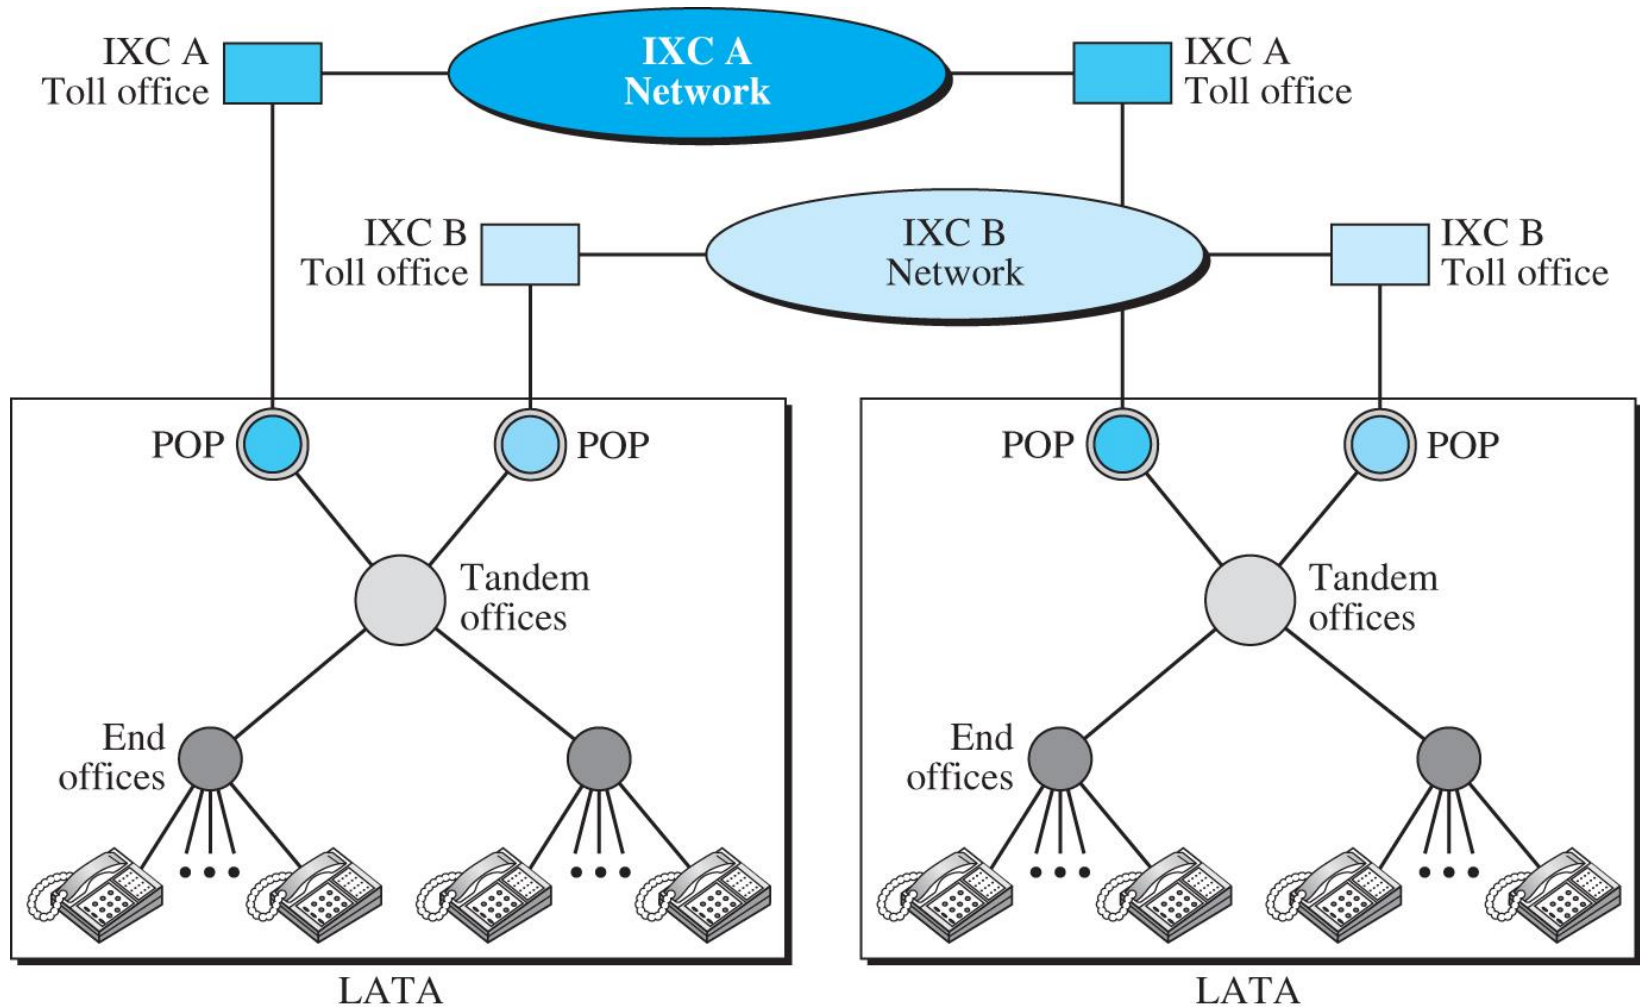 IXC A
Toll office
IXC A
Network
IXC A
Toll office
IXC B
Toll office
IXC B
Network
IXC B
Toll office
POP
POP
POP
POP
Tandem
offices
Tandem
offices
End
offices
End
offices
LATA
LATA